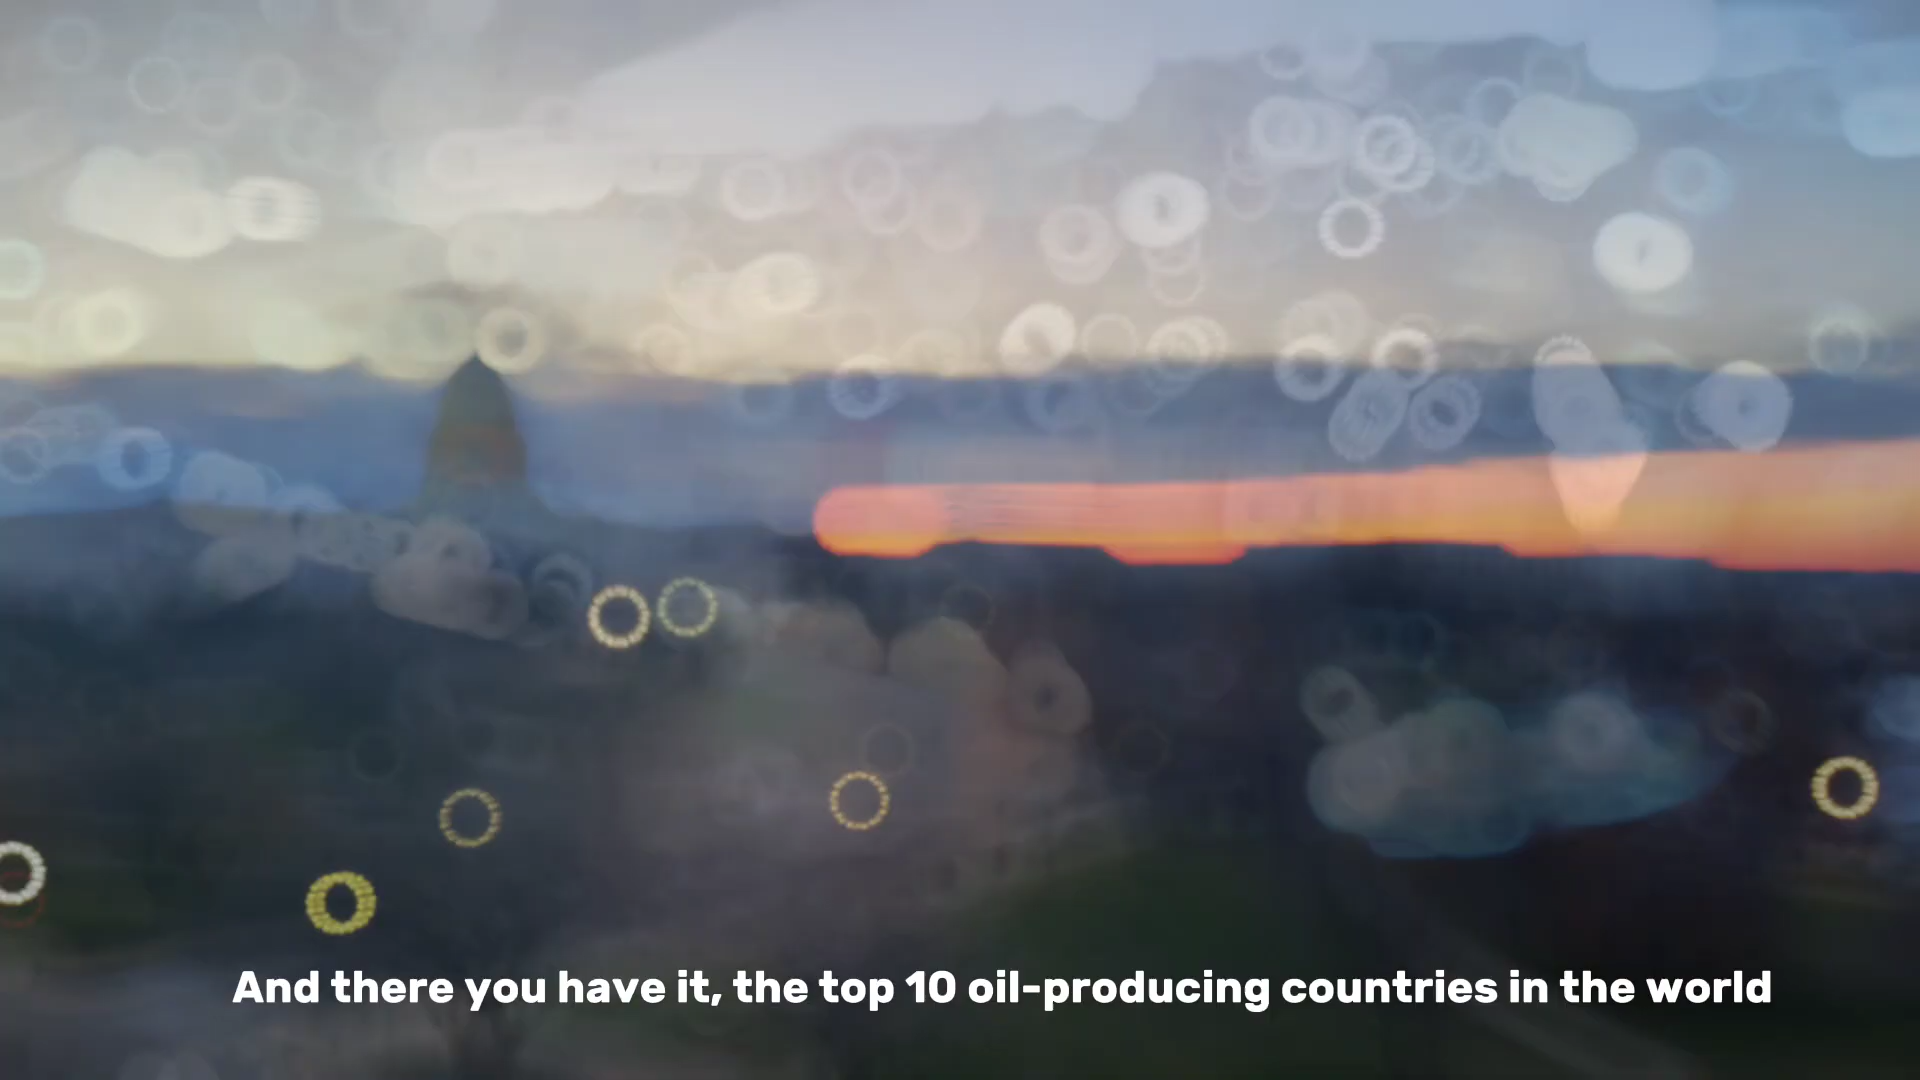 And there you have it, the top 10 oil-producing countries in the world